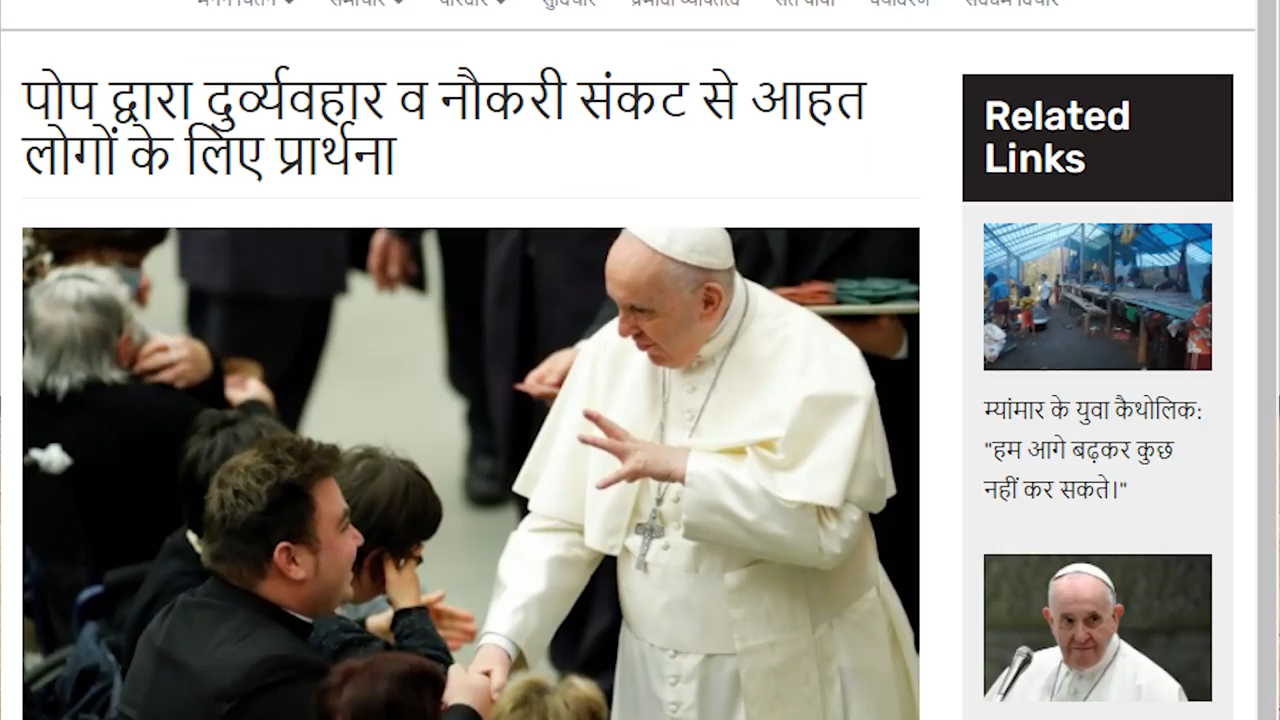 पोप द्वारा दुर्व्यवहार व नौकरी संकट से आहत
लोगों के लिए प्रार्थना
Related
Links
म्यांमार के युवा कैथोलिक:
"हम आगे बढ़कर कुछ
नहीं कर सकते।"